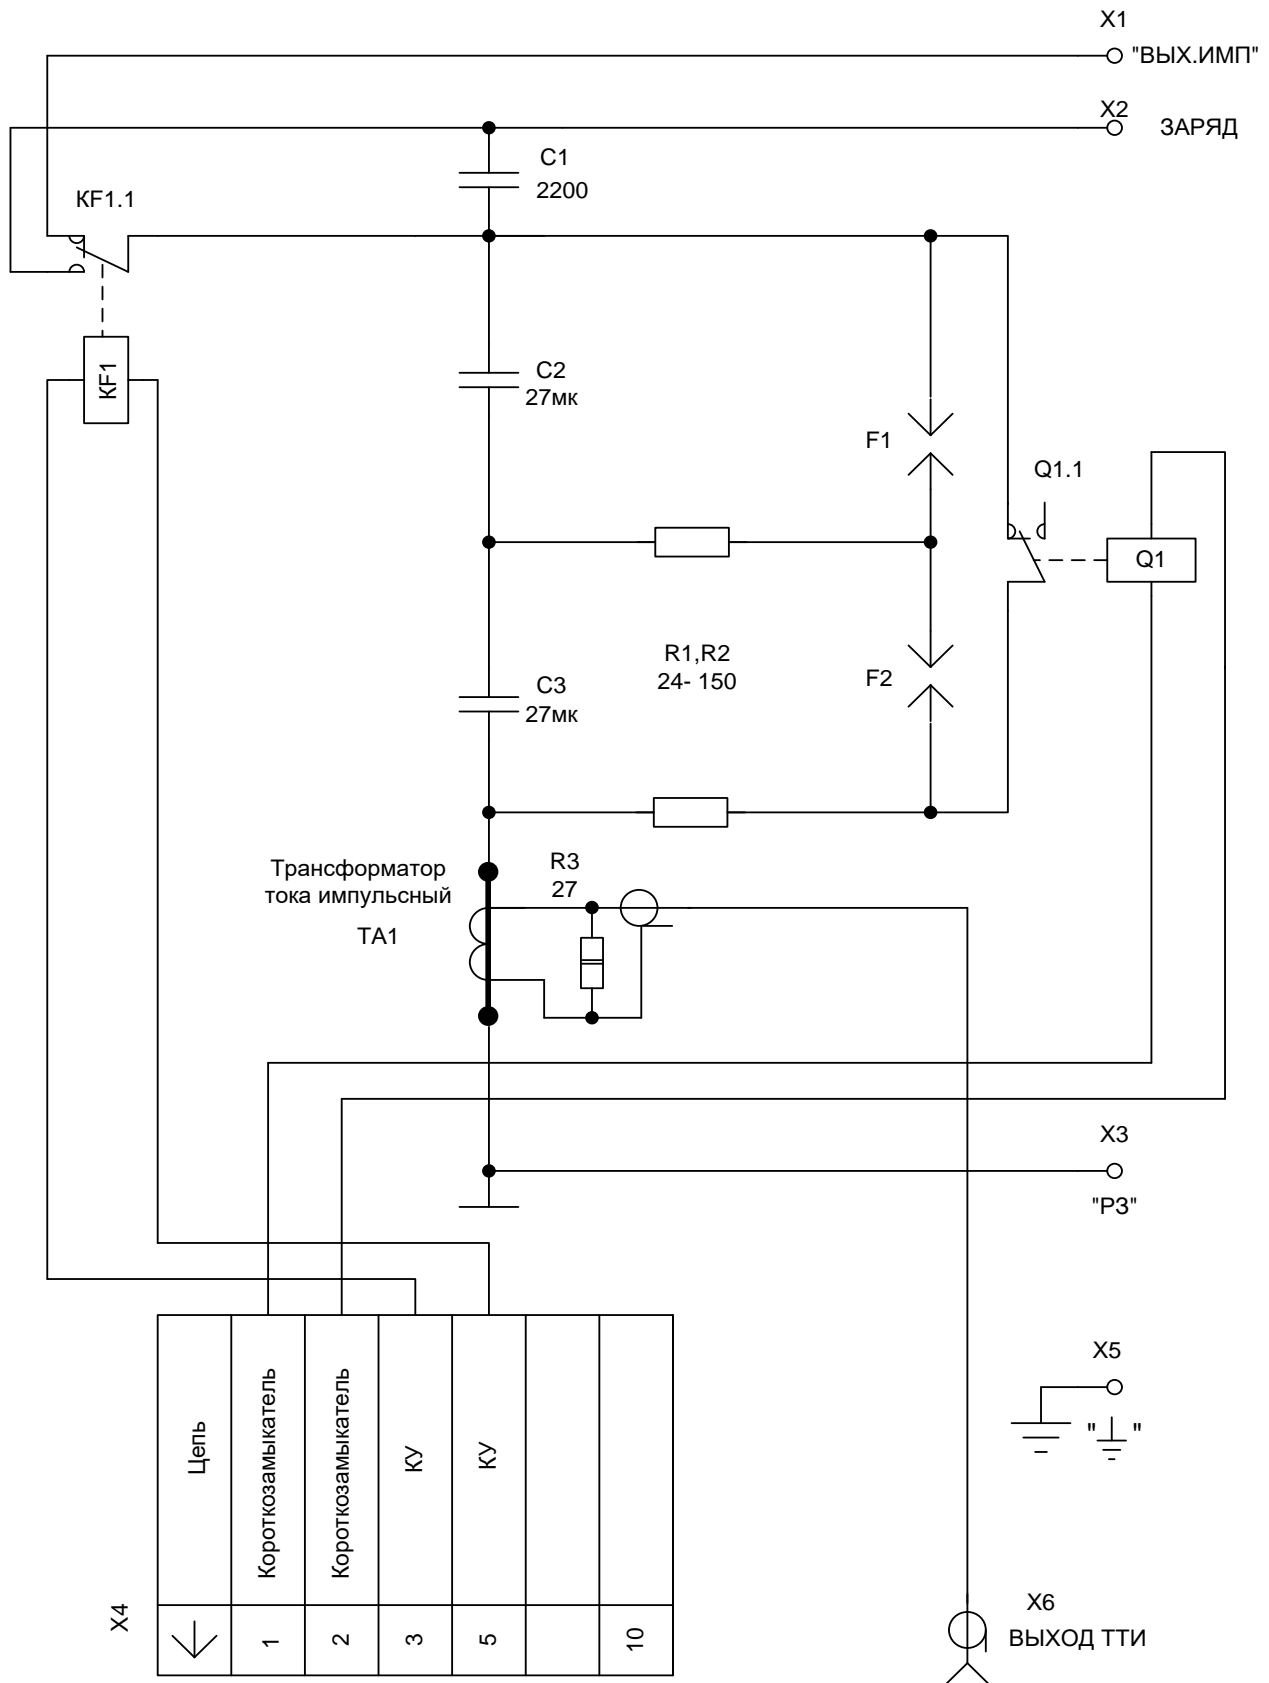 X1
"ВЫХ.ИМП"
X2
ЗАРЯД
C1
2200
KF1.1
KF1
C2
27мк
F1
Q1.1
Q1
R1,R2
24- 150
C3
27мк
F2
Трансформатор
тока импульсный
TA1
R3
27
X3
"РЗ"
X5
" "
X4
Цепь
Короткозамыкатель
Короткозамыкатель
КУ
КУ
1
2
3
5
10
X6
ВЫХОД ТТИ